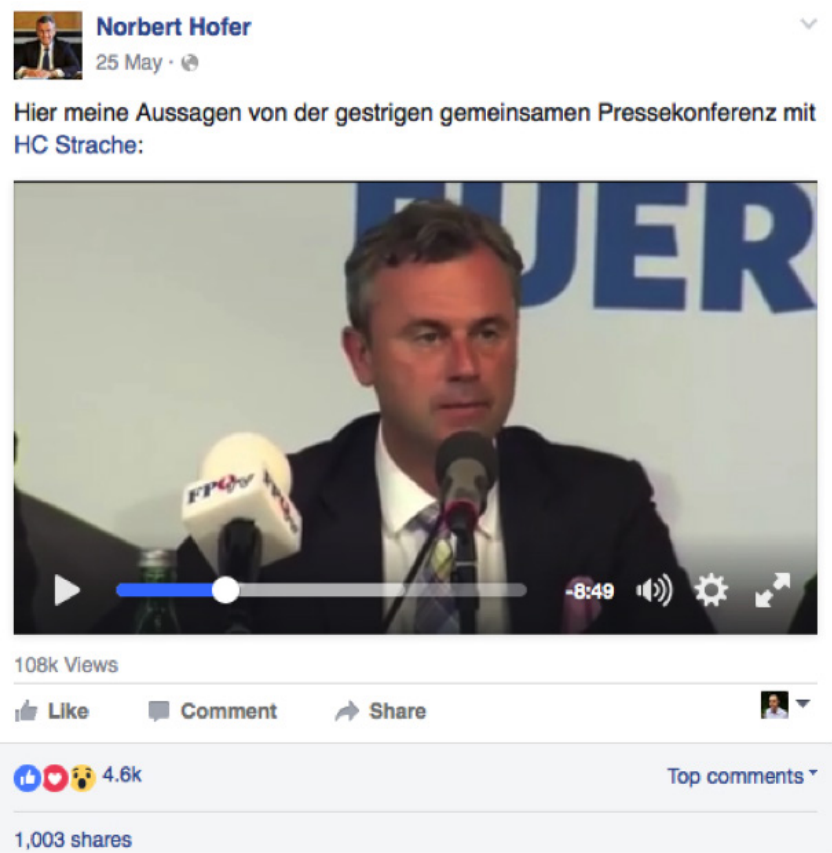 Norbert Hofer
25 May ·
Hier meine Aussagen von der gestrigen gemeinsamen Pressekonferenz mit
HC Strache:
FUER
FPÖ
-8:49
108k Views
Like Comment Share
4.6k Top comments
1,003 shares